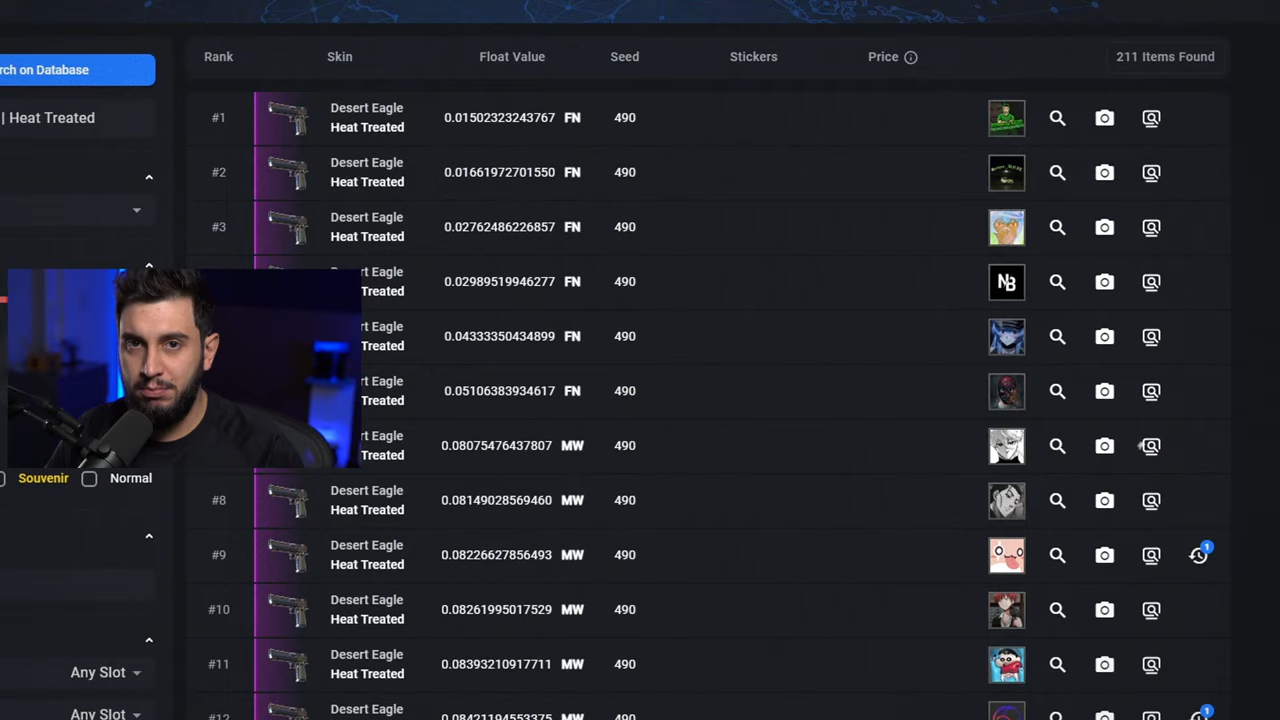 rch on Database
Rank Skin Float Value Seed Stickers Price 211 Items Found
| Heat Treated
#1 Desert Eagle Heat Treated 0.01502323243767 FN 490
#2 Desert Eagle Heat Treated 0.01661972701550 FN 490
#3 Desert Eagle Heat Treated 0.02762486226857 FN 490
rt Eagle Treated 0.02989519946277 FN 490 NB
rt Eagle Treated 0.04333350434899 FN 490
rt Eagle Treated 0.05106383934617 FN 490
rt Eagle Treated 0.08075476437807 MW 490
Souvenir Normal
#8 Desert Eagle Heat Treated 0.08149028569460 MW 490
#9 Desert Eagle Heat Treated 0.08226627856493 MW 490 1
#10 Desert Eagle Heat Treated 0.08261995017529 MW 490
#11 Desert Eagle Heat Treated 0.08393210917711 MW 490
Any Slot
#12 Desert Eagle 0.08421194553375 MW 490 1
Any Slot